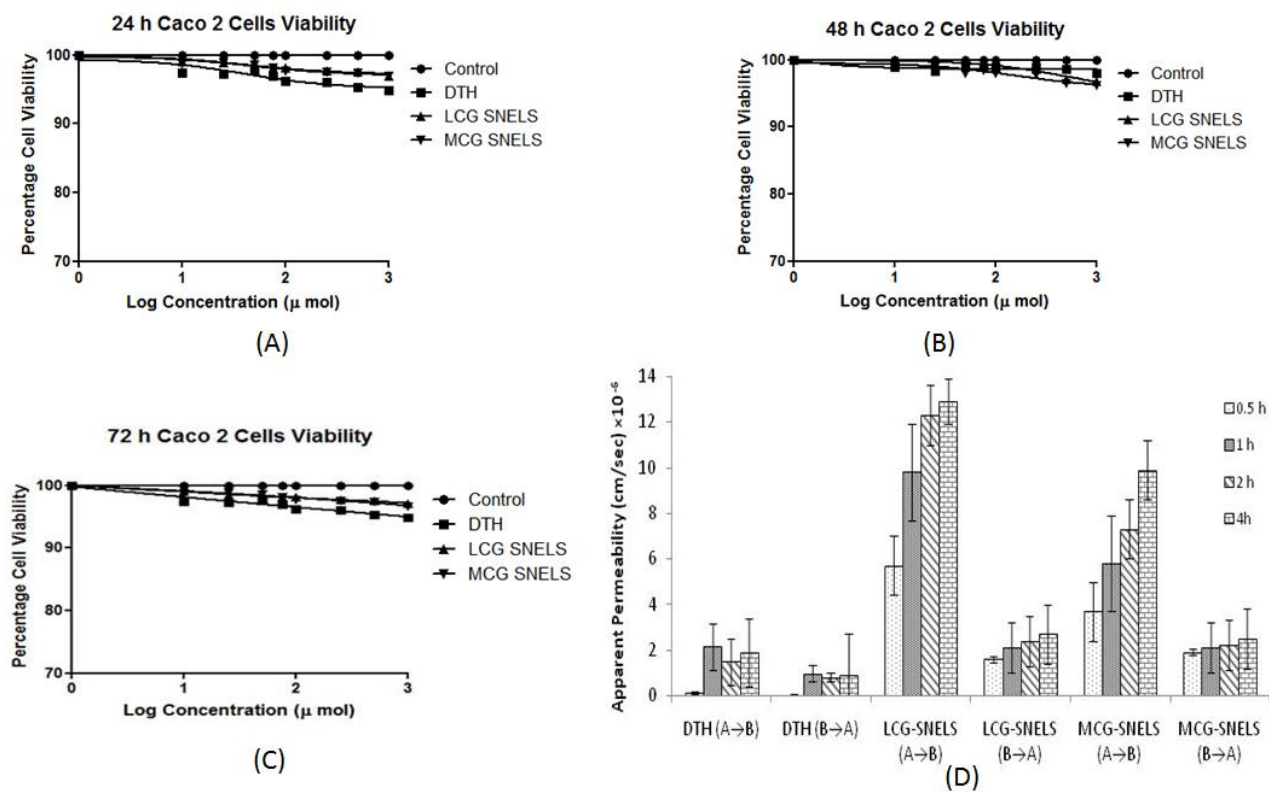 24 h Caco 2 Cells Viability
Percentage Cell Viability
100
90
80
70
0
1
2
3
Log Concentration (μ mol)
Control
DTH
LCG SNELS
MCG SNELS
(A)
48 h Caco 2 Cells Viability
Percentage Cell Viability
100
90
80
70
0
1
2
3
Log Concentration (μ mol)
Control
DTH
LCG SNELS
MCG SNELS
(B)
72 h Caco 2 Cells Viability
Percentage Cell Viability
100
90
80
70
0
1
2
3
Log Concentration (μ mol)
Control
DTH
LCG SNELS
MCG SNELS
(C)
Apparent Permeability (cm/sec) ×10⁻⁶
14
12
10
8
6
4
2
0
0.5 h
1 h
2 h
4h
DTH (A→B)
DTH (B→A)
LCG-SNELS (A→B)
LCG-SNELS (B→A)
MCG-SNELS (A→B)
MCG-SNELS (B→A)
(D)